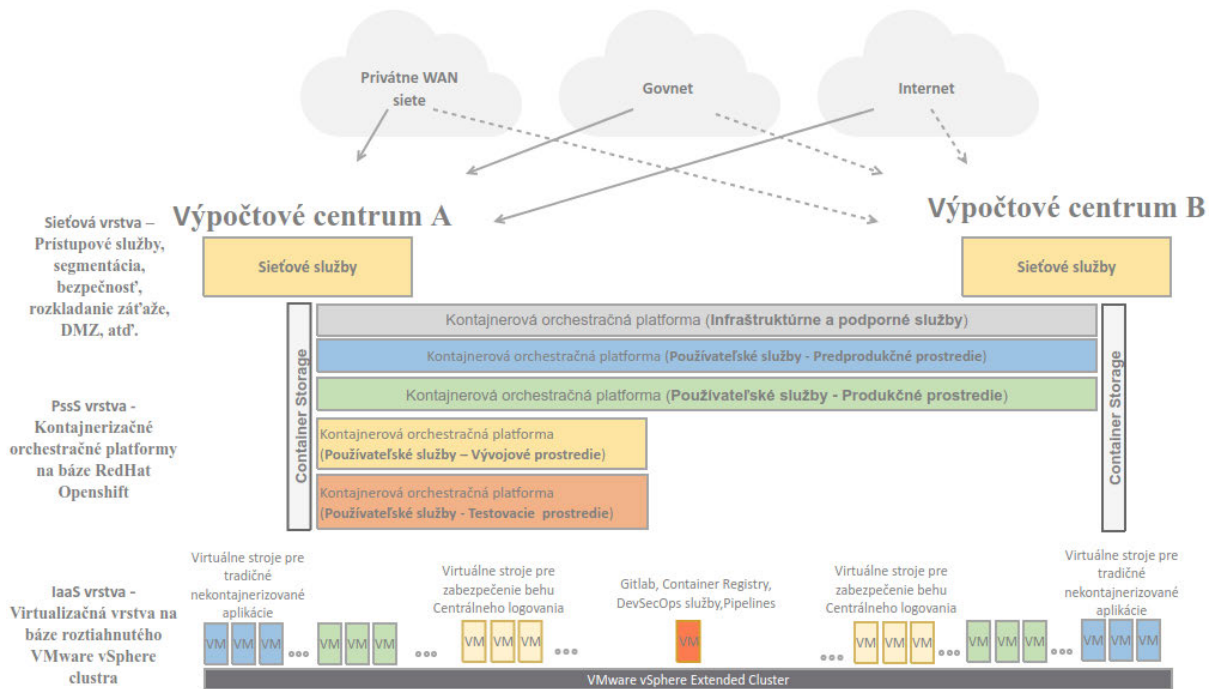 Privátne WAN
siete
Govnet
Internet
Výpočtové centrum A
Výpočtové centrum B
Sieťová vrstva –
Prístupové služby,
segmentácia,
bezpečnosť,
rozkladanie záťaže,
DMZ, atď.
Sieťové služby
Sieťové služby
Container Storage
Kontajnerová orchestračná platforma (Infraštruktúrne a podporné služby)
Kontajnerová orchestračná platforma (Používateľské služby - Predprodukčné prostredie)
Kontajnerová orchestračná platforma (Používateľské služby - Produkčné prostredie)
Kontajnerová orchestračná platforma
(Používateľské služby – Vývojové prostredie)
Kontajnerová orchestračná platforma
(Používateľské služby - Testovacie prostredie)
Container Storage
PssS vrstva -
Kontajnerizačné
orchestračné platformy
na báze RedHat
Openshift
IaaS vrstva -
Virtualizačná vrstva na
báze roztiahnutého
VMware vSphere
clustra
Virtuálne stroje pre
tradičné
nekontajnerizované
aplikácie
Virtuálne stroje pre
zabezpečenie behu
Centrálneho logovania
Gitlab, Container Registry,
DevSecOps služby,Pipelines
Virtuálne stroje pre
zabezpečenie behu
Centrálneho logovania
Virtuálne stroje pre
tradičné
nekontajnerizované
aplikácie
VM VM VM VM VM VM VM VM VM VM VM VM VM VM VM VM VM VM VM
VMware vSphere Extended Cluster